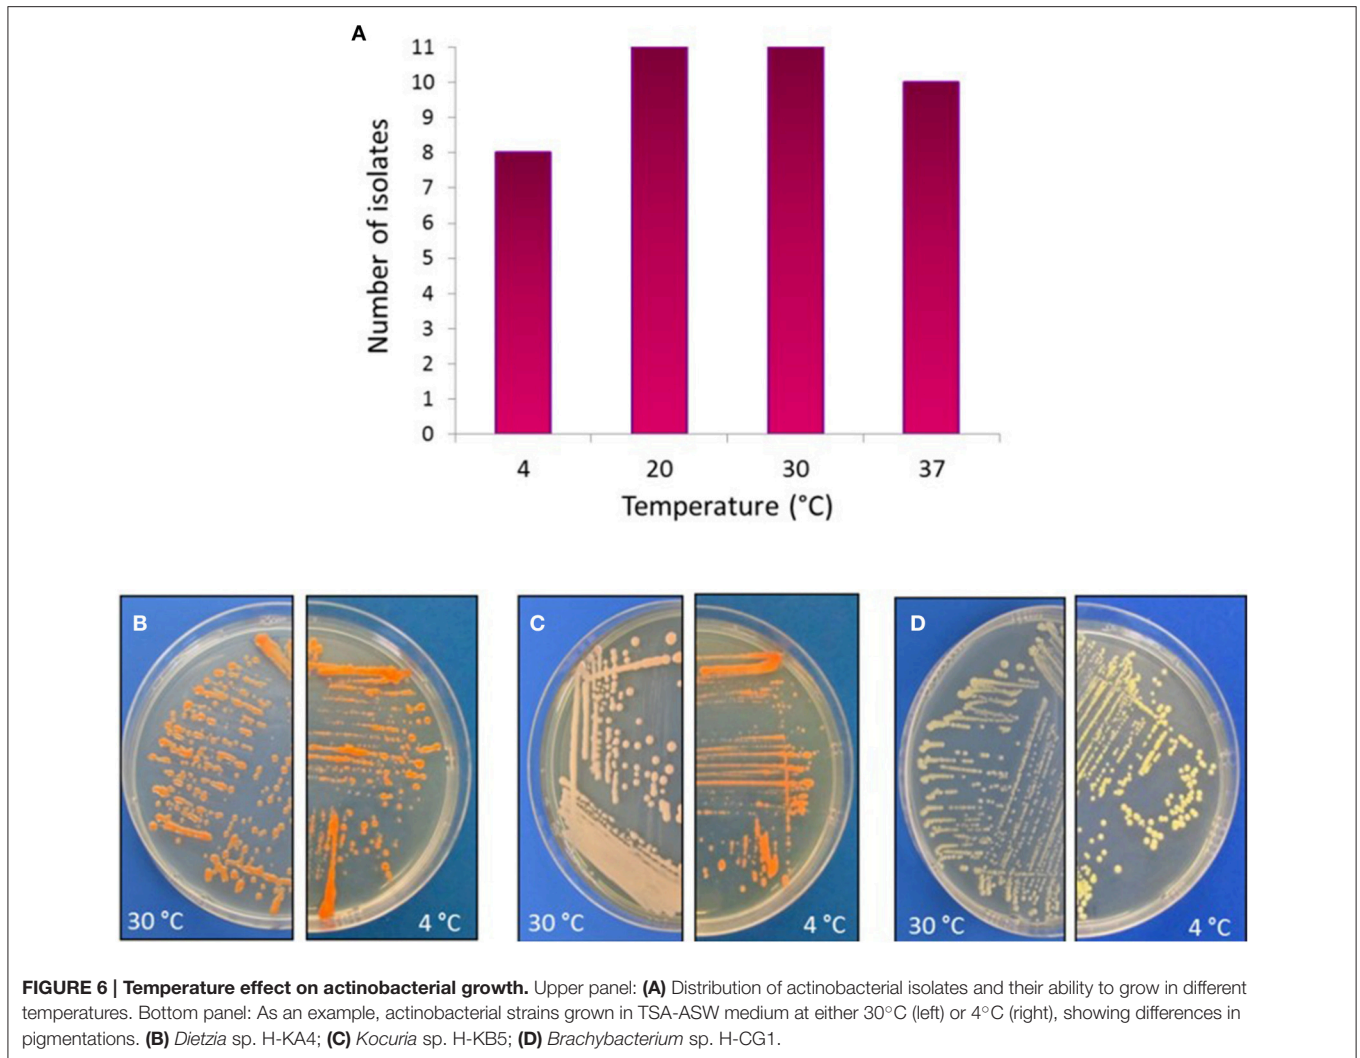 A
11
10
9
8
7
6
5
4
3
2
1
0
Number of isolates
4 20 30 37
Temperature (°C)
B
30 °C
4 °C
C
30 °C
4 °C
D
30 °C
4 °C
FIGURE 6 | Temperature effect on actinobacterial growth. Upper panel: (A) Distribution of actinobacterial isolates and their ability to grow in different
temperatures. Bottom panel: As an example, actinobacterial strains grown in TSA-ASW medium at either 30°C (left) or 4°C (right), showing differences in
pigmentations. (B) Dietzia sp. H-KA4; (C) Kocuria sp. H-KB5; (D) Brachybacterium sp. H-CG1.